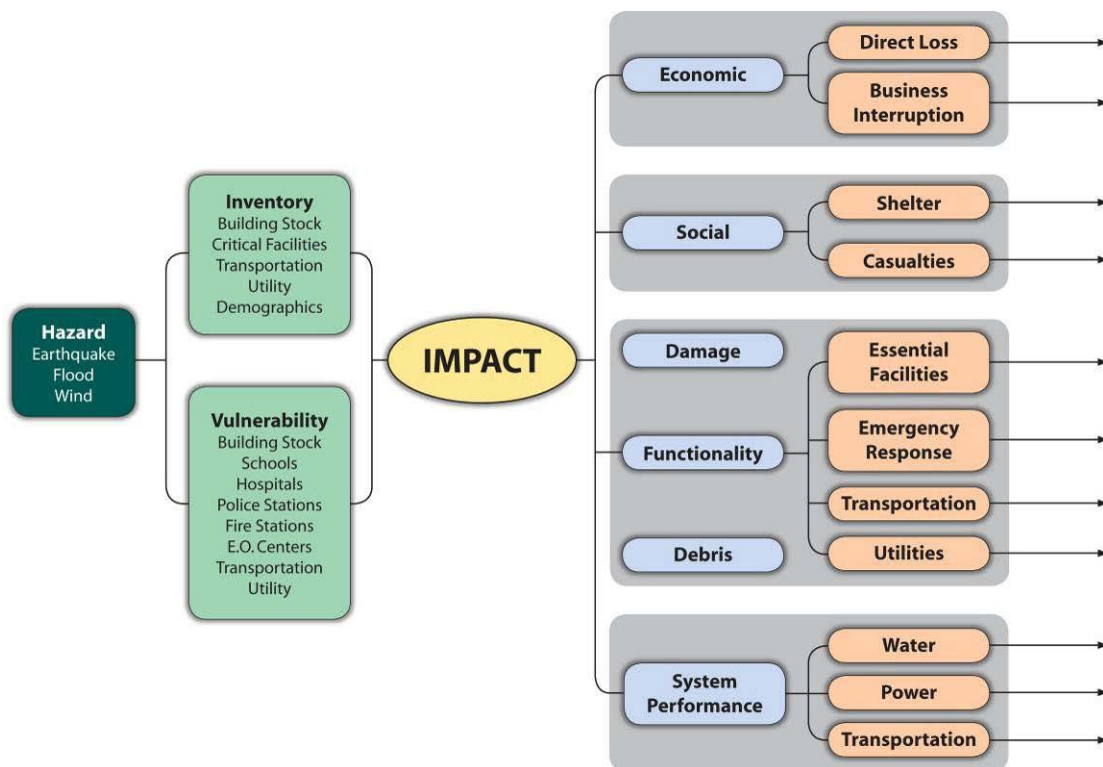 Hazard
Earthquake
Flood
Wind
Inventory
Building Stock
Critical Facilities
Transportation
Utility
Demographics
Vulnerability
Building Stock
Schools
Hospitals
Police Stations
Fire Stations
E.O. Centers
Transportation
Utility
IMPACT
Economic
Direct Loss
Business
Interruption
Social
Shelter
Casualties
Damage
Functionality
Debris
Essential
Facilities
Emergency
Response
Transportation
Utilities
System
Performance
Water
Power
Transportation